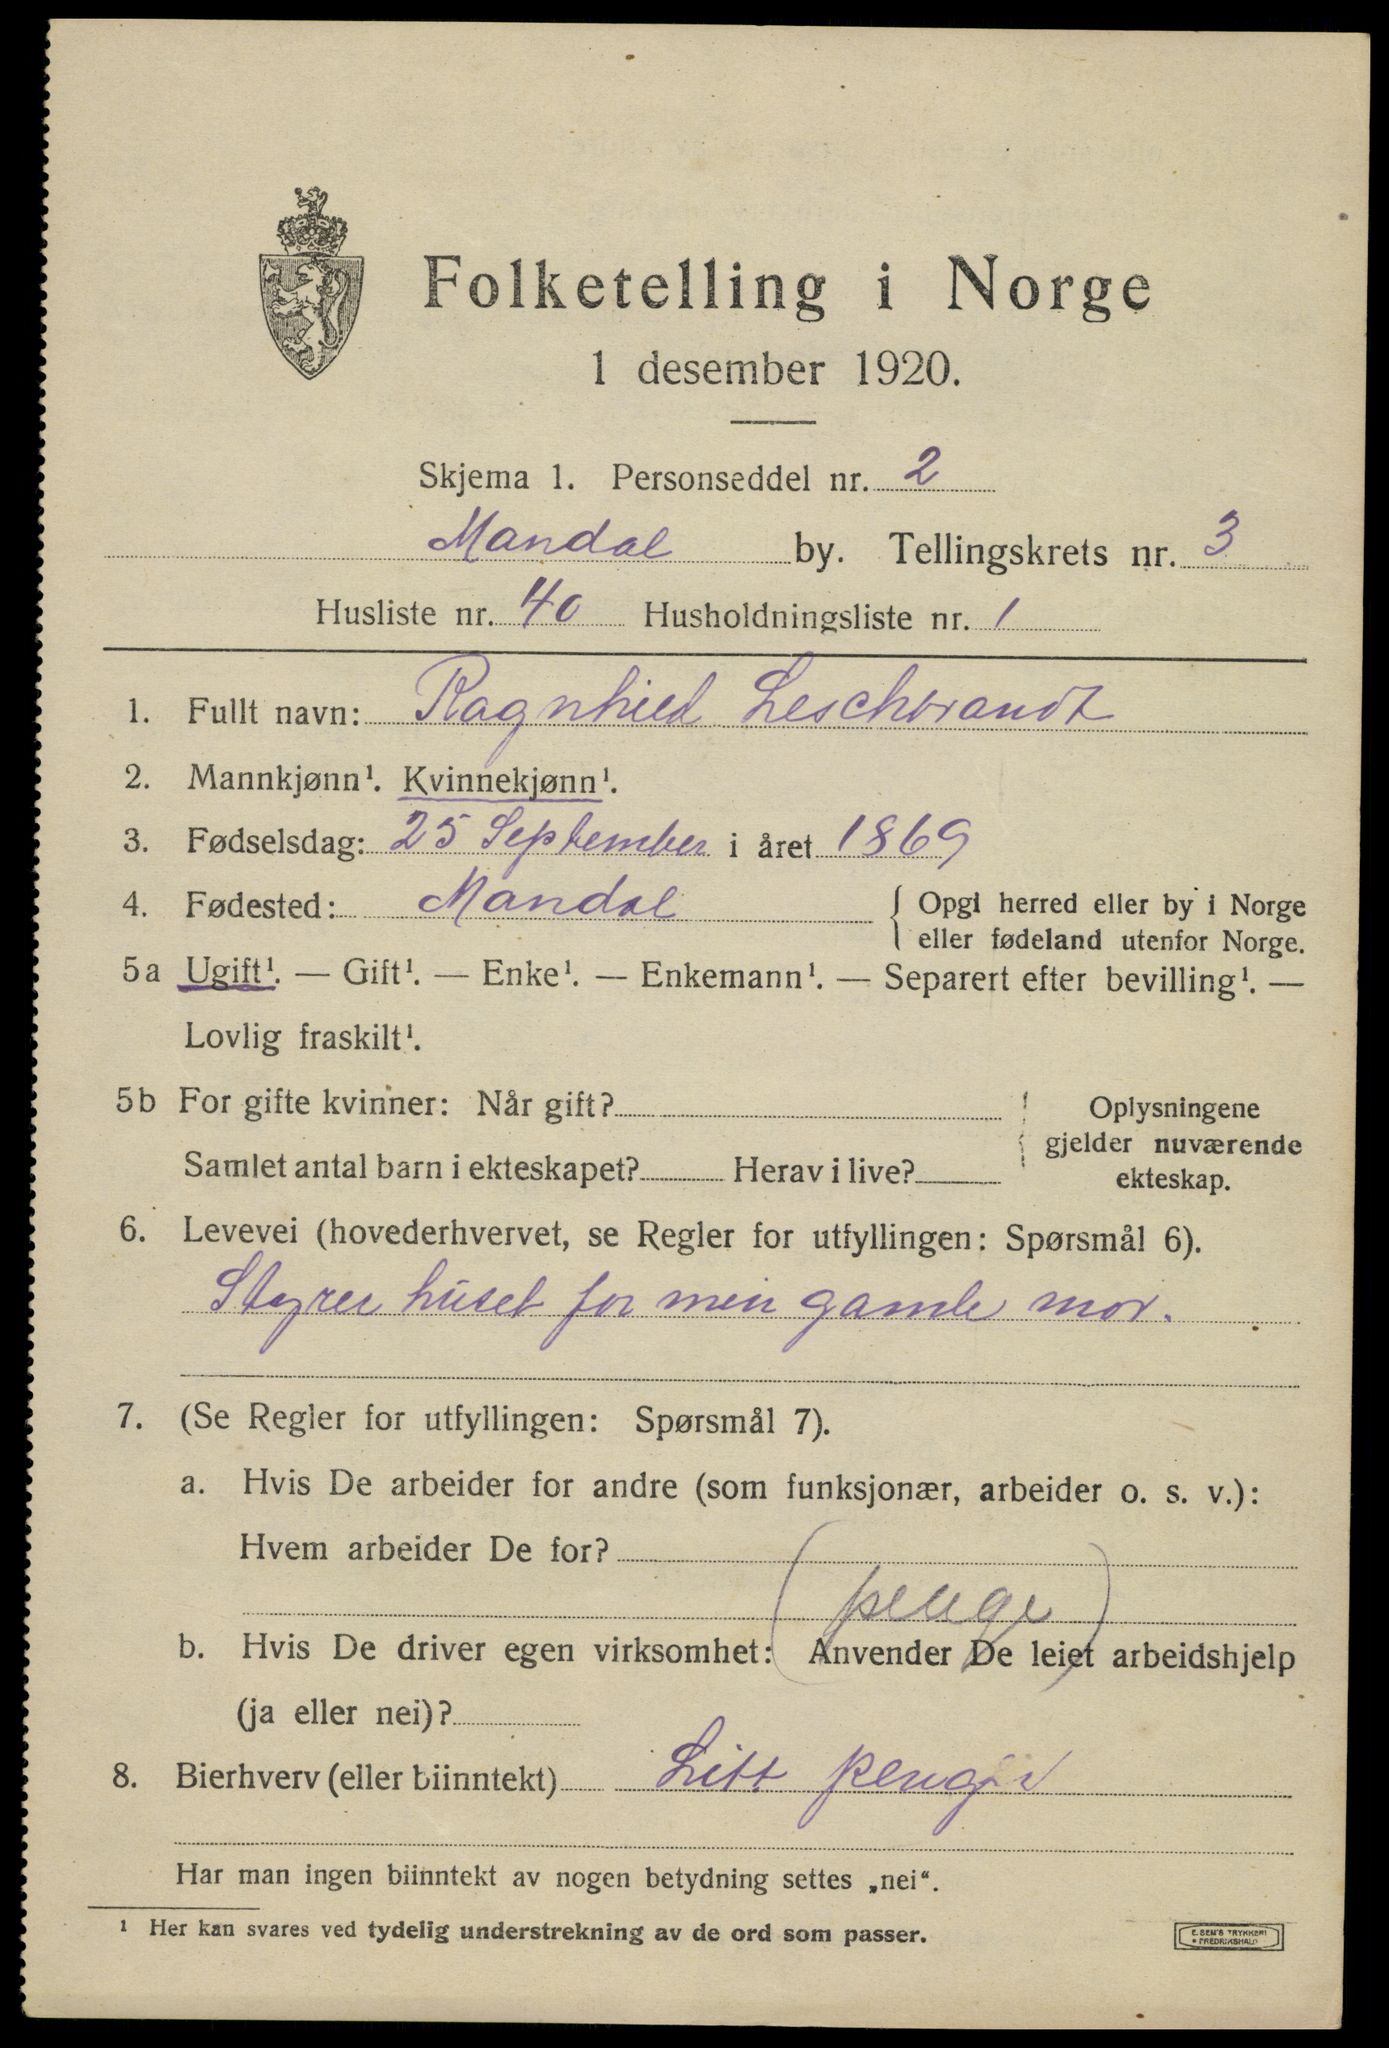 Folketelling i Norge
1 desember 1920.
Skjema 1. Personseddel nr. 2
Mandal by. Tellingskrets nr. 3
Husliste nr. 40 Husholdningsliste nr. 1
1. Fullt navn: Ragnhild Leschbrandt
2. Mannkjønn¹. Kvinnekjønn¹.
3. Fødselsdag: 25 September i året 1869
4. Fødested: Mandal { Opgi herred eller by i Norge
eller fødeland utenfor Norge.
5a Ugift¹. — Gift¹. — Enke¹. — Enkemann¹. — Separert efter bevilling¹. —
Lovlig fraskilt¹.
5b For gifte kvinner: Når gift? Oplysningene
gjelder nuværende
Samlet antal barn i ekteskapet? Herav i live? ekteskap.
6. Levevei (hovederhvervet, se Regler for utfyllingen: Spørsmål 6).
Styrer huset for min gamle mor.
7. (Se Regler for utfyllingen: Spørsmål 7).
a. Hvis De arbeider for andre (som funksjonær, arbeider o. s. v.):
Hvem arbeider De for?
(penge)
b. Hvis De driver egen virksomhet: Anvender De leiet arbeidshjelp
(ja eller nei)?
8. Bierhverv (eller biinntekt) Litt penger
Har man ingen biinntekt av nogen betydning settes „nei“.
¹ Her kan svares ved tydelig understrekning av de ord som passer.
E. SEM'S TRYKKERI
FREDRIKSHALD